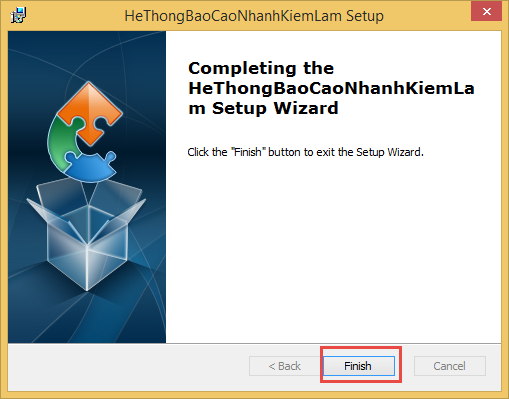 HeThongBaoCaoNhanhKiemLam Setup
Completing the
HeThongBaoCaoNhanhKiemLa
m Setup Wizard
Click the "Finish" button to exit the Setup Wizard.
< Back
Finish
Cancel